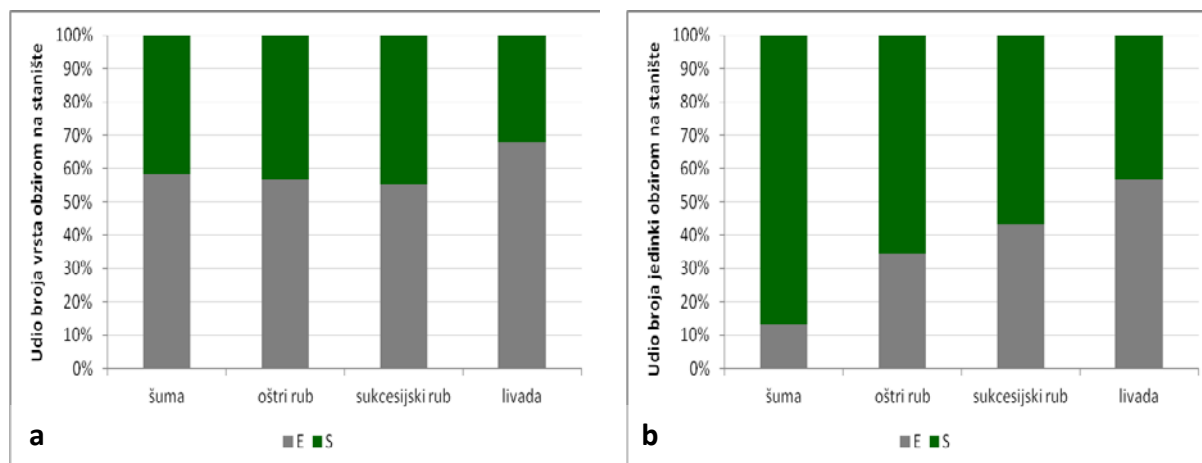 Udio broja vrsta obzirom na stanište
100%
90%
80%
70%
60%
50%
40%
30%
20%
10%
0%
šuma oštri rub sukcesijski rub livada
E S
a
Udio broja jedinki obzirom na stanište
100%
90%
80%
70%
60%
50%
40%
30%
20%
10%
0%
šuma oštri rub sukcesijski rub livada
E S
b